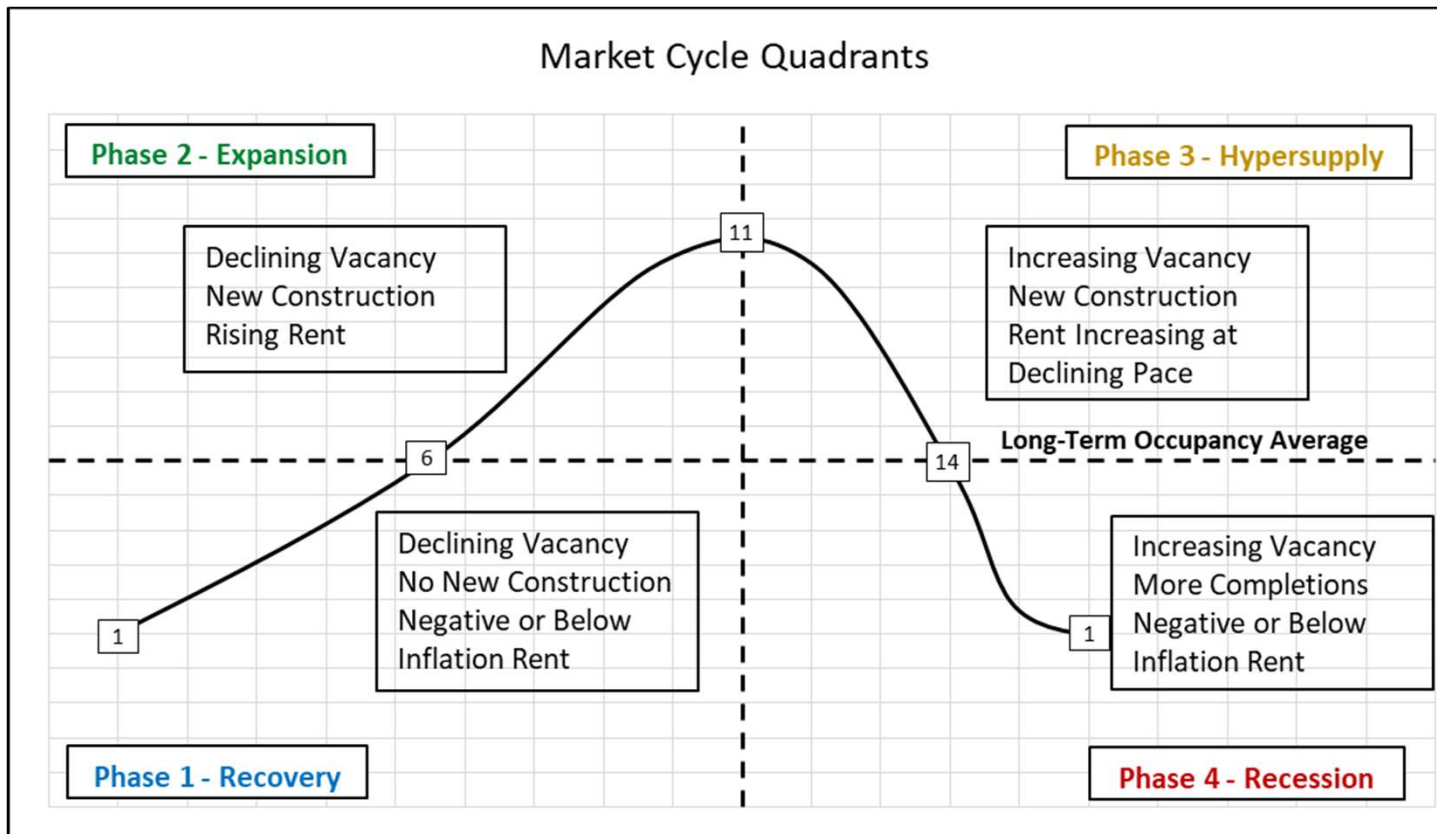 Market Cycle Quadrants
Phase 2 - Expansion
Phase 3 - Hypersupply
11
Declining Vacancy
New Construction
Rising Rent
Increasing Vacancy
New Construction
Rent Increasing at
Declining Pace
Long-Term Occupancy Average
6
14
Declining Vacancy
No New Construction
Negative or Below
Inflation Rent
Increasing Vacancy
More Completions
Negative or Below
Inflation Rent
1
1
Phase 1 - Recovery
Phase 4 - Recession